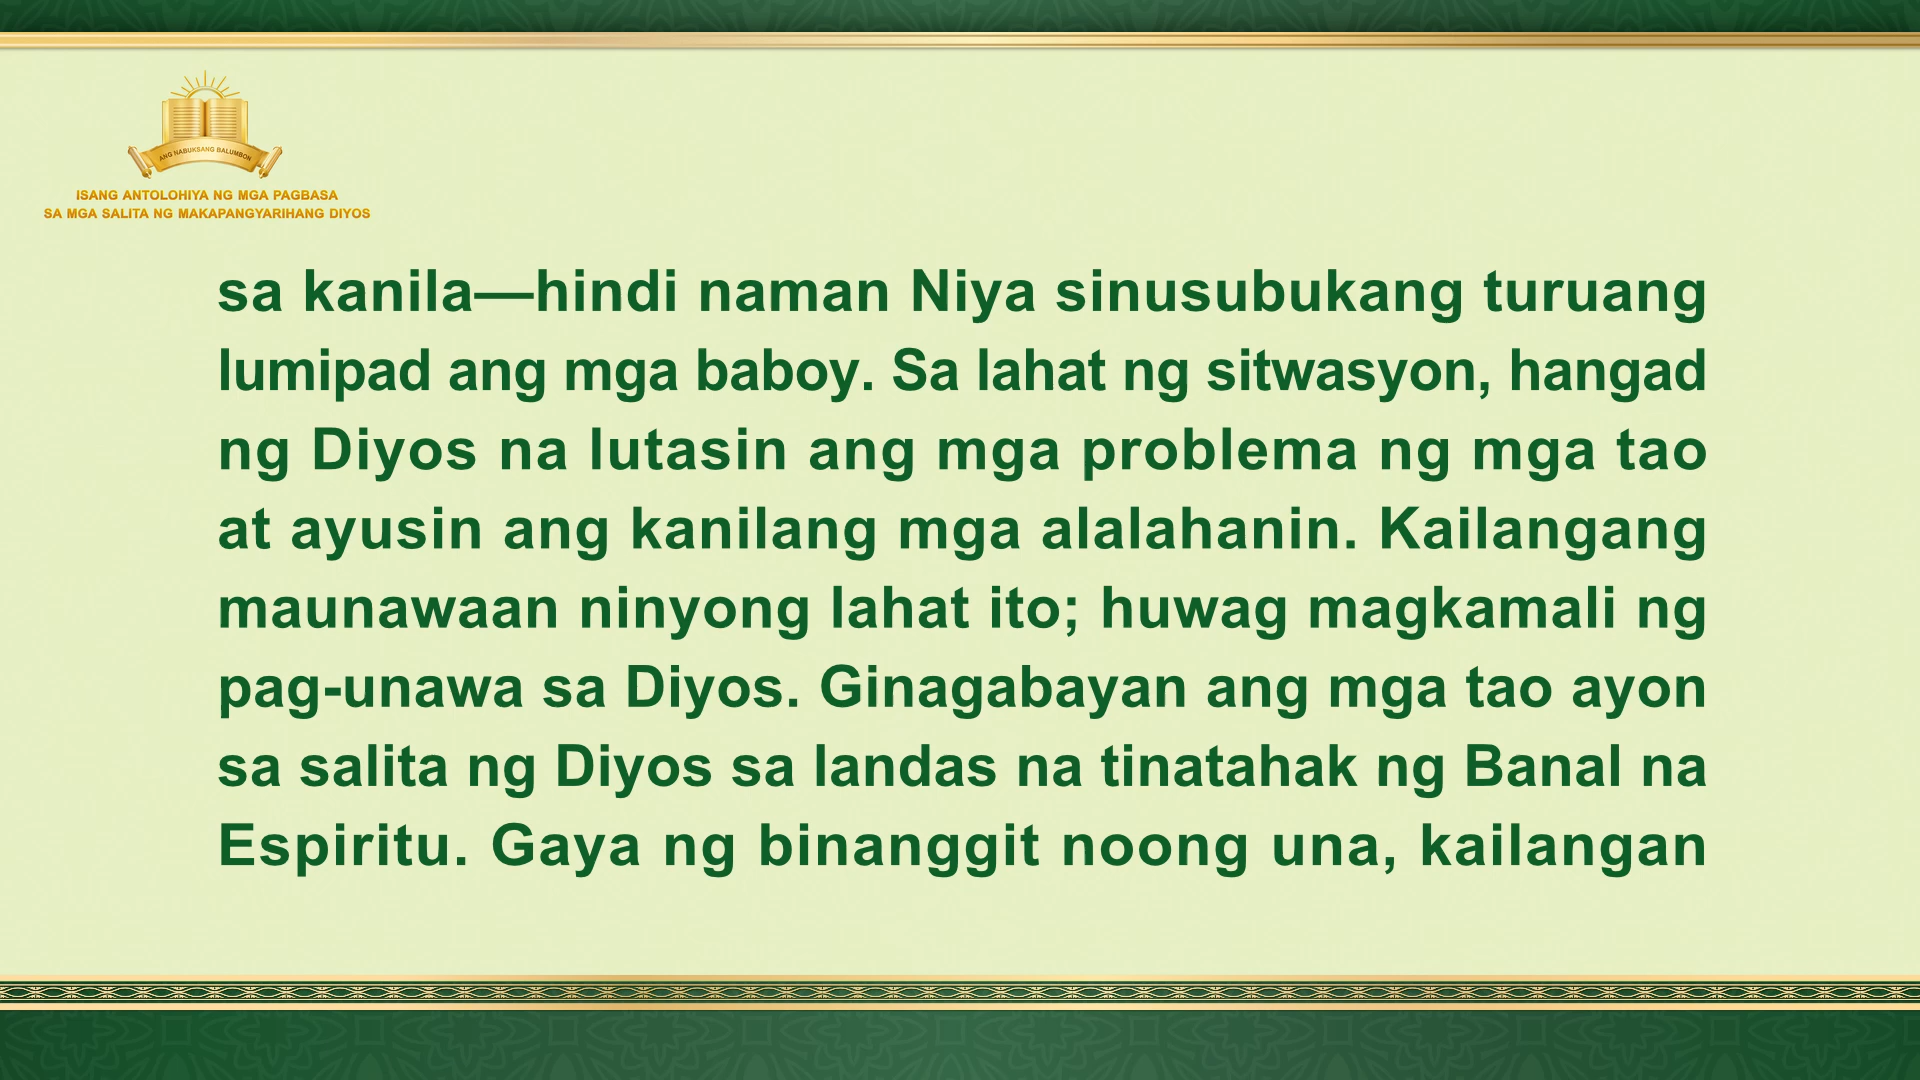 ANG NABUKSANG BALUMBON
ISANG ANTOLOHIYA NG MGA PAGBASA
SA MGA SALITA NG MAKAPANGYARIHANG DIYOS
sa kanila—hindi naman Niya sinusubukang turuang
lumipad ang mga baboy. Sa lahat ng sitwasyon, hangad
ng Diyos na lutasin ang mga problema ng mga tao
at ayusin ang kanilang mga alalahanin. Kailangang
maunawaan ninyong lahat ito; huwag magkamali ng
pag-unawa sa Diyos. Ginagabayan ang mga tao ayon
sa salita ng Diyos sa landas na tinatahak ng Banal na
Espiritu. Gaya ng binanggit noong una, kailangan